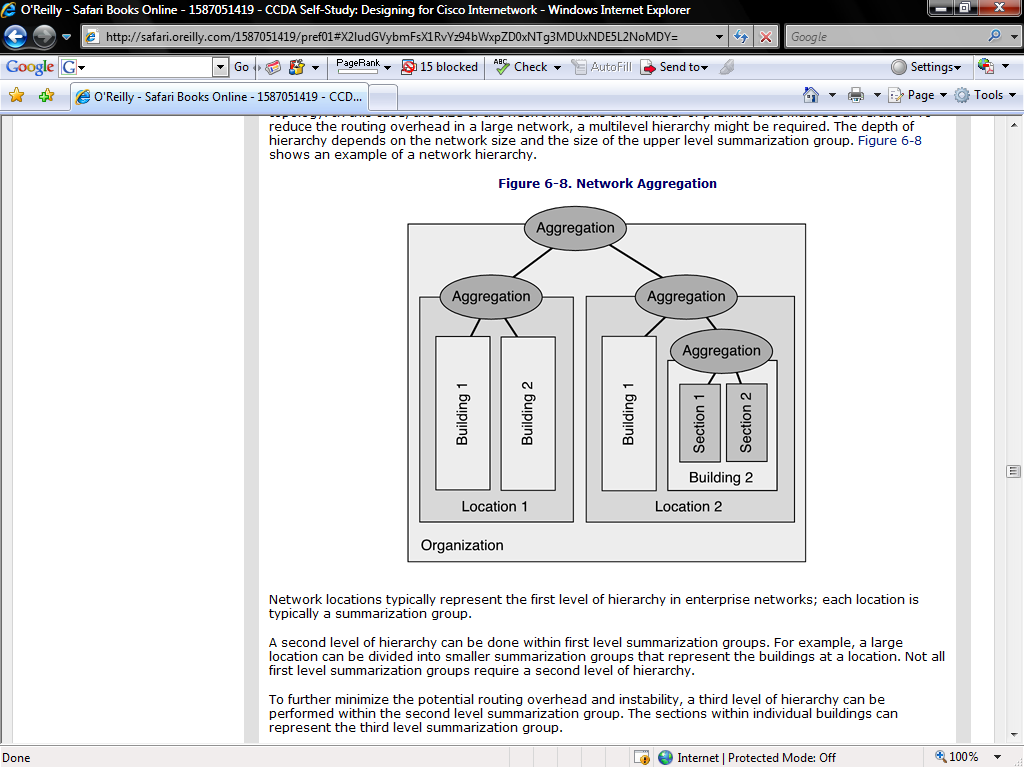 O'Reilly - Safari Books Online - 1587051419 - CCDA Self-Study: Designing for Cisco Internetwork - Windows Internet Explorer
Google
Google Go PageRank 15 blocked ABC Check AutoFill Send to Settings
O'Reilly - Safari Books Online - 1587051419 - CCD... Page Tools
reduce the routing overhead in a large network, a multilevel hierarchy might be required. The depth of
hierarchy depends on the network size and the size of the upper level summarization group. Figure 6-8
shows an example of a network hierarchy.
Figure 6-8. Network Aggregation
Aggregation
Aggregation
Aggregation
Aggregation
Building 1
Building 2
Building 1
Section 1
Section 2
Building 2
Location 1
Location 2
Organization
Network locations typically represent the first level of hierarchy in enterprise networks; each location is
typically a summarization group.
A second level of hierarchy can be done within first level summarization groups. For example, a large
location can be divided into smaller summarization groups that represent the buildings at a location. Not all
first level summarization groups require a second level of hierarchy.
To further minimize the potential routing overhead and instability, a third level of hierarchy can be
performed within the second level summarization group. The sections within individual buildings can
represent the third level summarization group.
Done Internet | Protected Mode: Off 100%